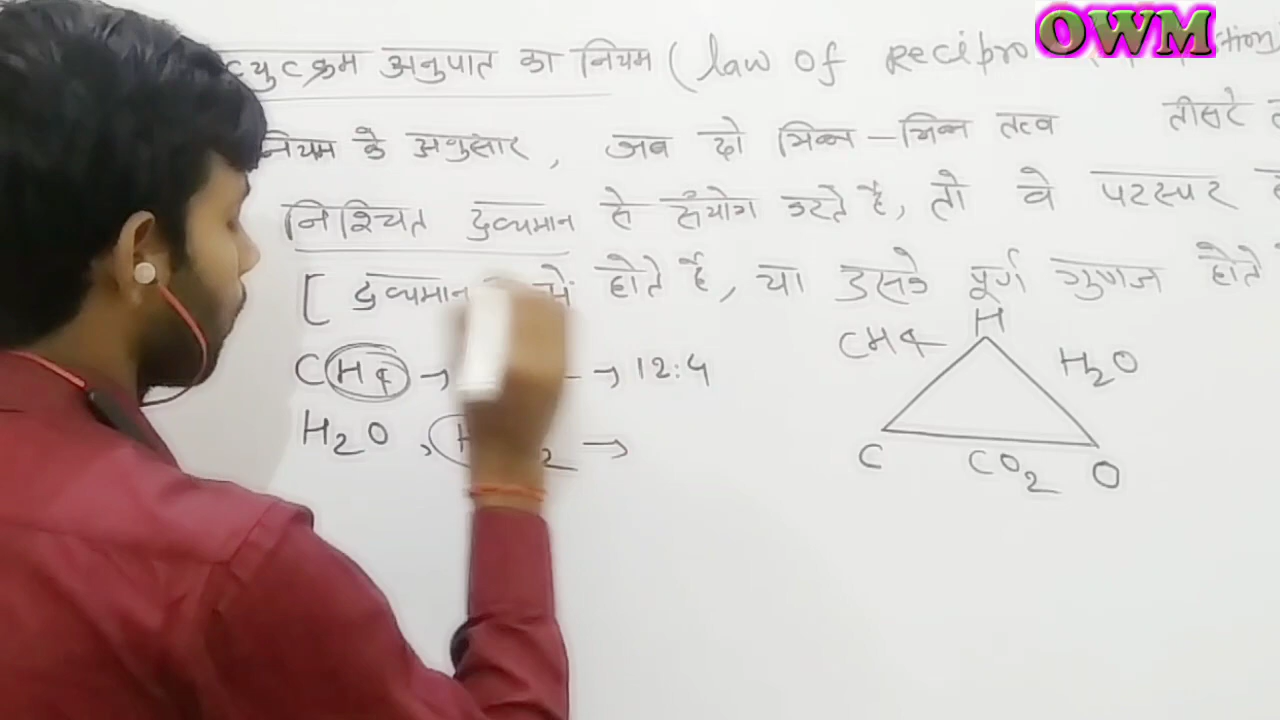 OWM
व्युत्क्रम अनुपात का नियम ( law of
नियम के अनुसार , जब दो भिन्न – भिन्न तत्व तीसरे
निश्चित द्रव्यमान से संयोग करते है, तो वे परस्पर
[ द्रव्यमान में होते है, या उसके पूर्ण गुणज होते
CH4 → → 12:4
H2O , →
H
CH4
H2O
C
CO2
O